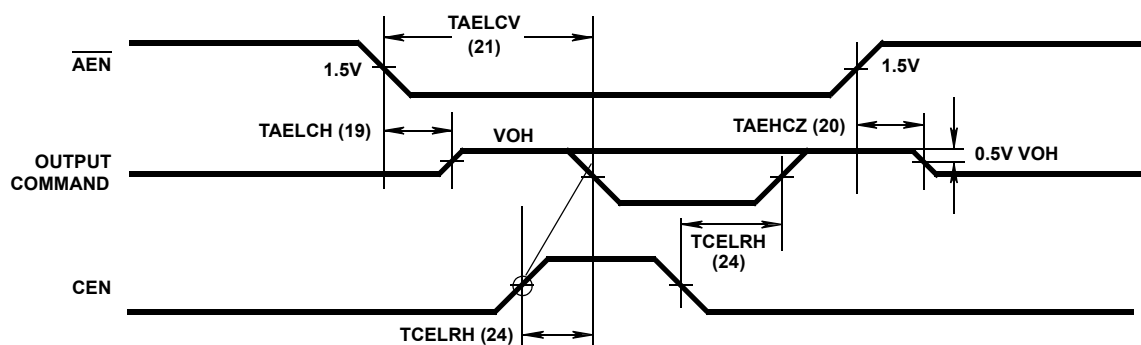 TAELCV
(21)
AEN
1.5V
1.5V
TAELCH (19)
VOH
TAEHCZ (20)
0.5V VOH
OUTPUT
COMMAND
TCELRH
(24)
CEN
TCELRH (24)